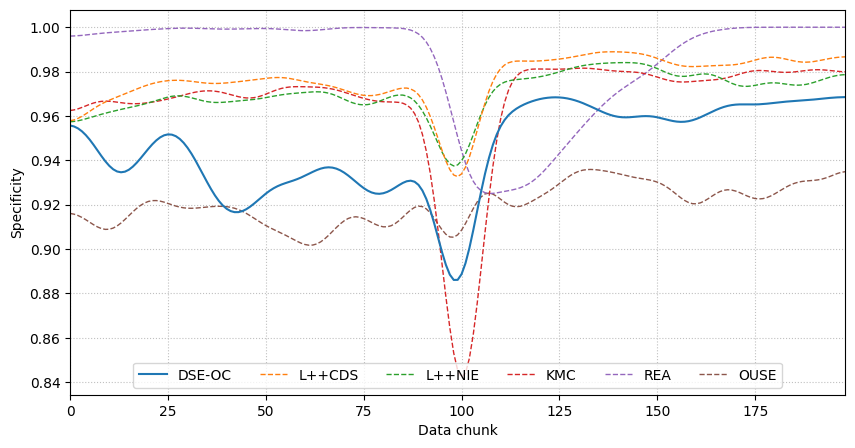 1.00
0.98
0.96
0.94
0.92
0.90
0.88
0.86
0.84
Specificity
DSE-OC L++CDS L++NIE KMC REA OUSE
0 25 50 75 100 125 150 175
Data chunk